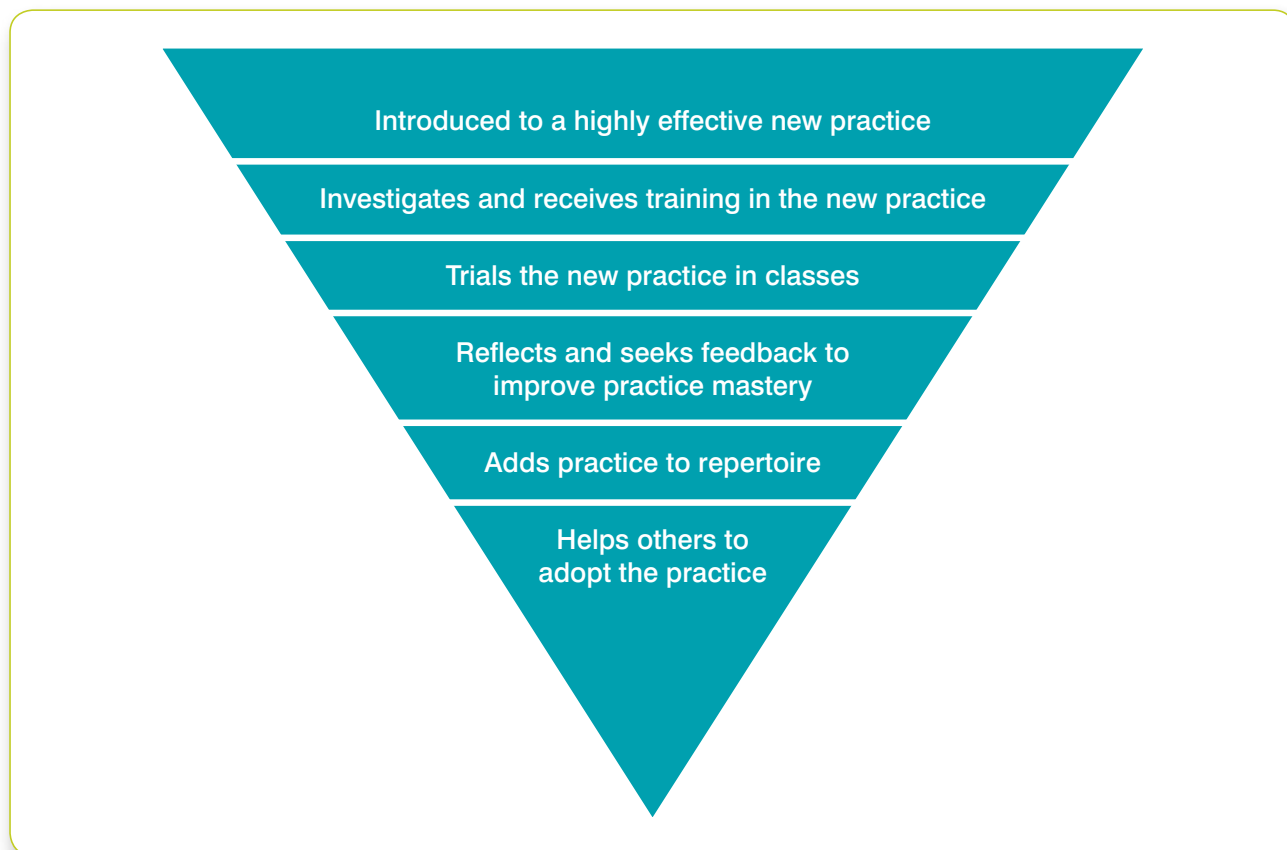 Introduced to a highly effective new practice
Investigates and receives training in the new practice
Trials the new practice in classes
Reflects and seeks feedback to
improve practice mastery
Adds practice to repertoire
Helps others to
adopt the practice